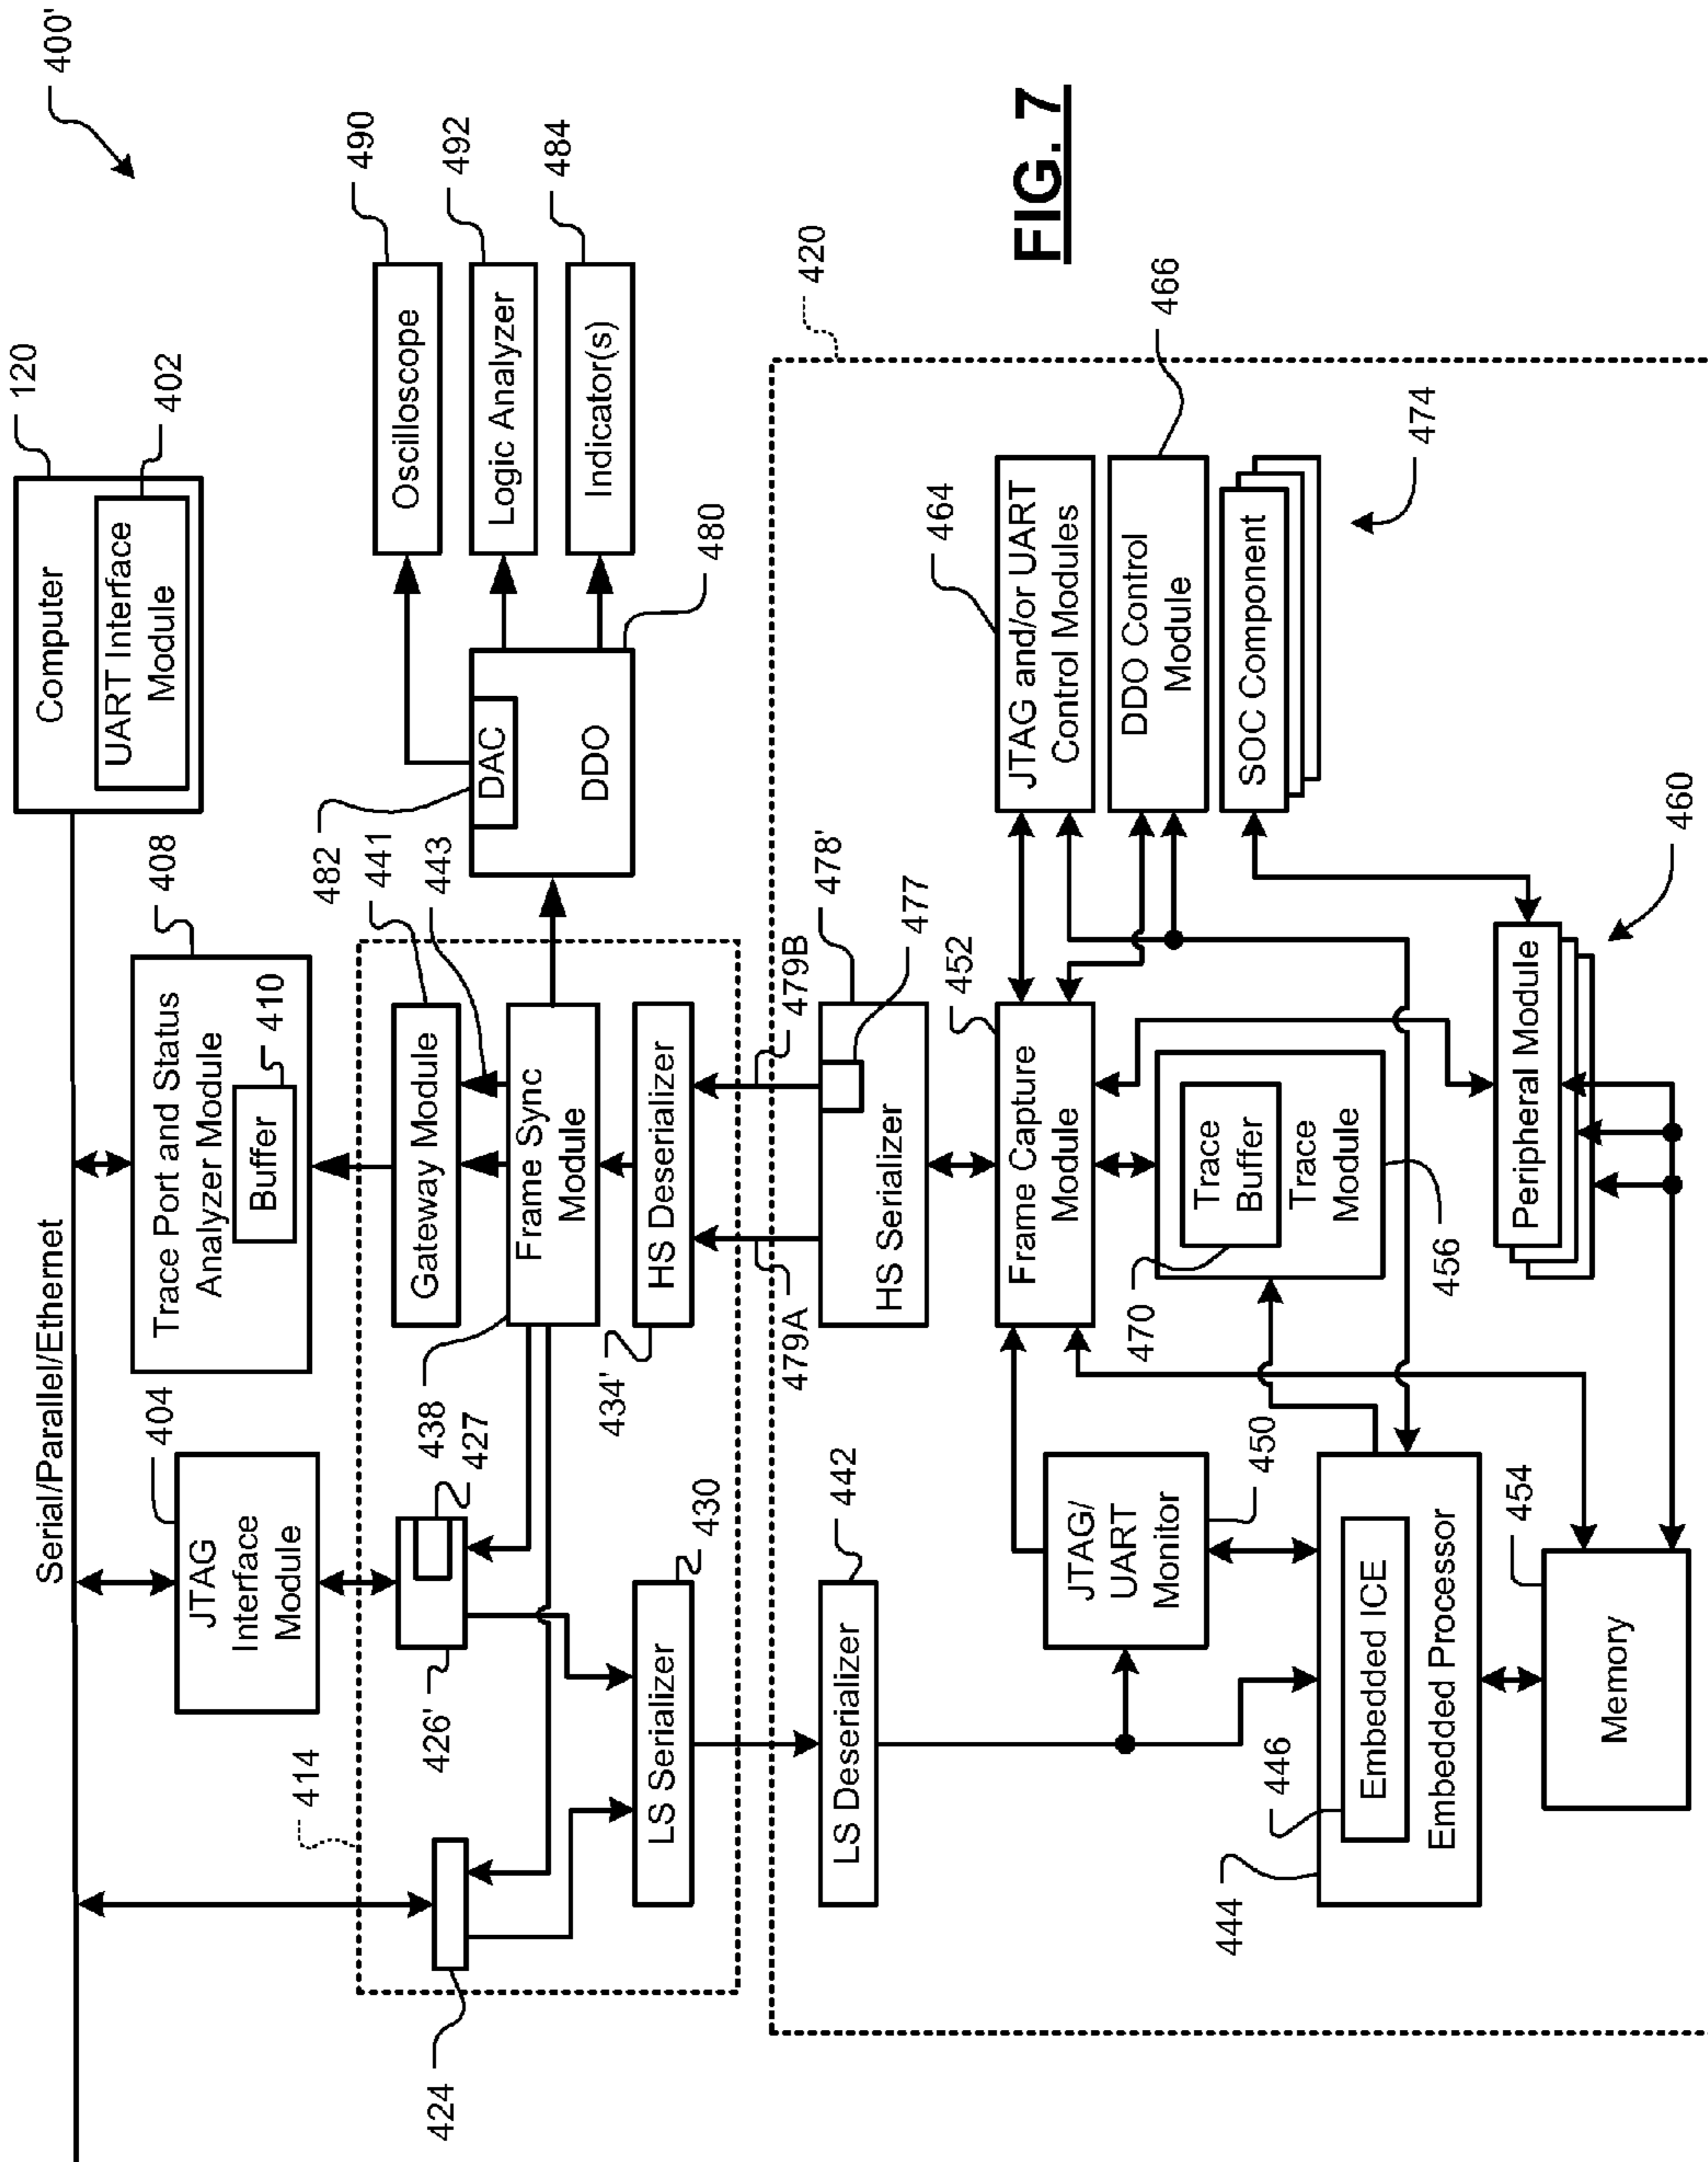 400'
Serial/Parallel/Ethernet
Computer
UART Interface
Module
120
402
404
JTAG
Interface
Module
408
Trace Port and Status
Analyzer Module
Buffer
410
414
424
426'
427
438
Gateway Module
441
443
Frame Sync
Module
HS Deserializer
434'
LS Serializer
430
482
DAC
DDO
480
Oscilloscope
490
Logic Analyzer
492
Indicator(s)
484
FIG. 7
420
LS Deserializer
442
479A
479B
HS Serializer
478'
477
JTAG/
UART
Monitor
450
Frame Capture
Module
452
470
Trace
Buffer
Trace
Module
456
JTAG and/or UART
Control Modules
464
DDO Control
Module
466
SOC Component
474
444
446
Embedded ICE
Embedded Processor
Memory
454
Peripheral Module
460